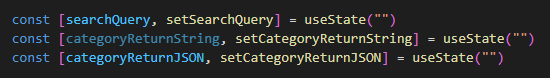 const [searchQuery, setSearchQuery] = useState("")
const [categoryReturnString, setCategoryReturnString] = useState("")
const [categoryReturnJSON, setCategoryReturnJSON] = useState("")